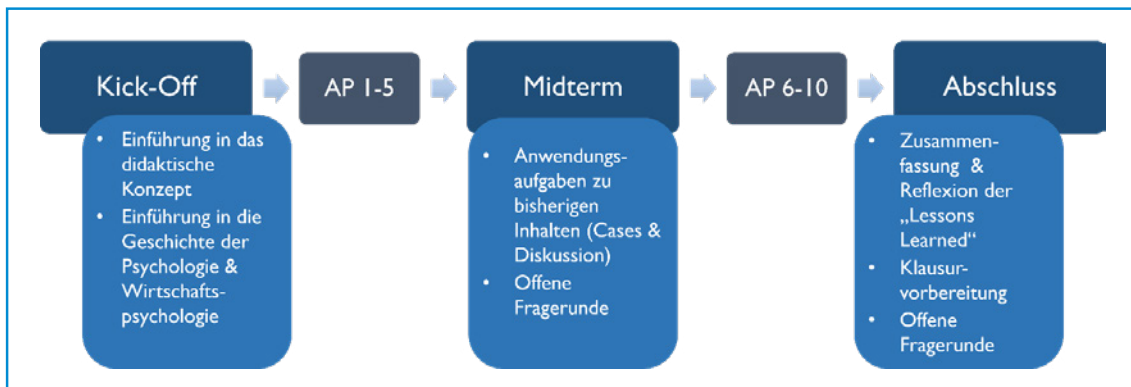 Kick-Off
AP 1-5
Midterm
AP 6-10
Abschluss
• Einführung in das
didaktische
Konzept
• Einführung in die
Geschichte der
Psychologie &
Wirtschafts-
psychologie
• Anwendungs-
aufgaben zu
bisherigen
Inhalten (Cases &
Diskussion)
• Offene
Fragerunde
• Zusammen-
fassung & 
Reflexion der
„Lessons
Learned“
• Klausur-
vorbereitung
• Offene
Fragerunde